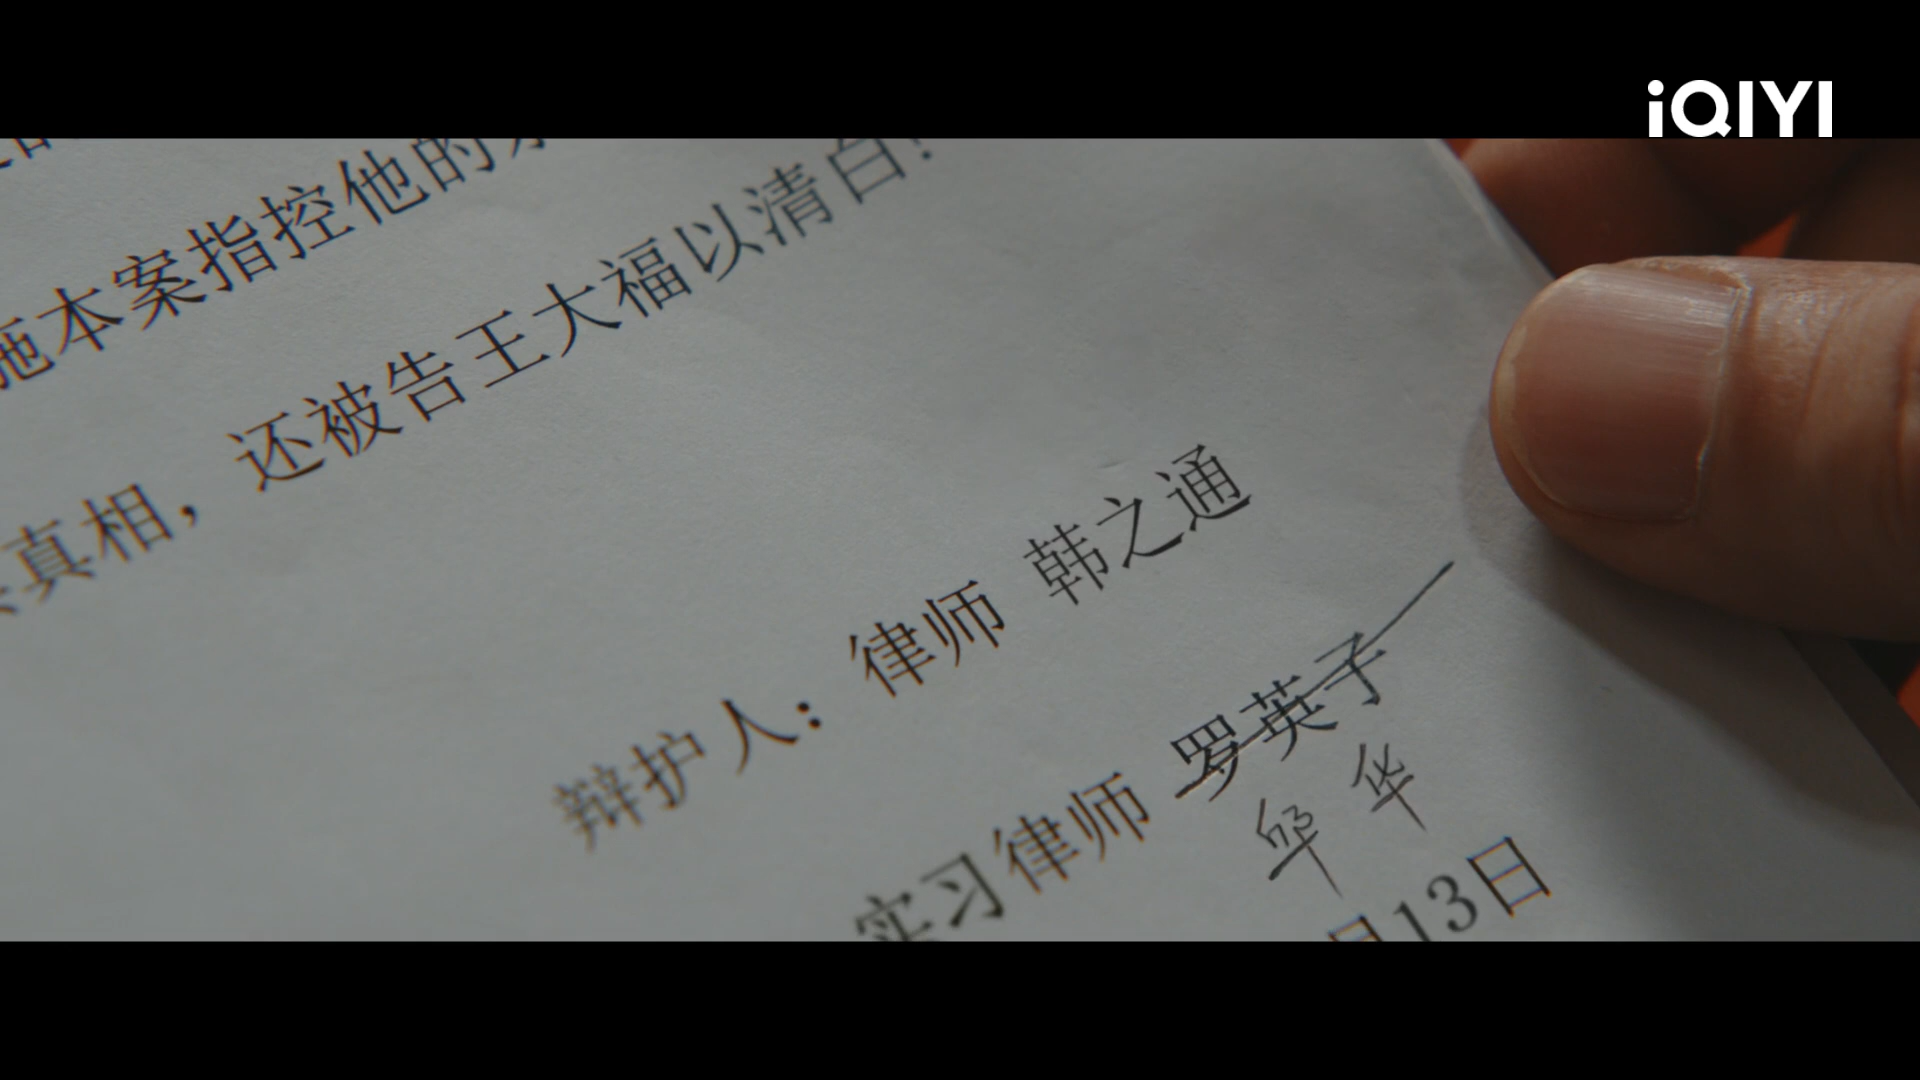 iQIYI
施本案指控他的
真相，还被告王大福以清白！
辩护人：律师 韩之通
实习律师 罗英子
华
月13日